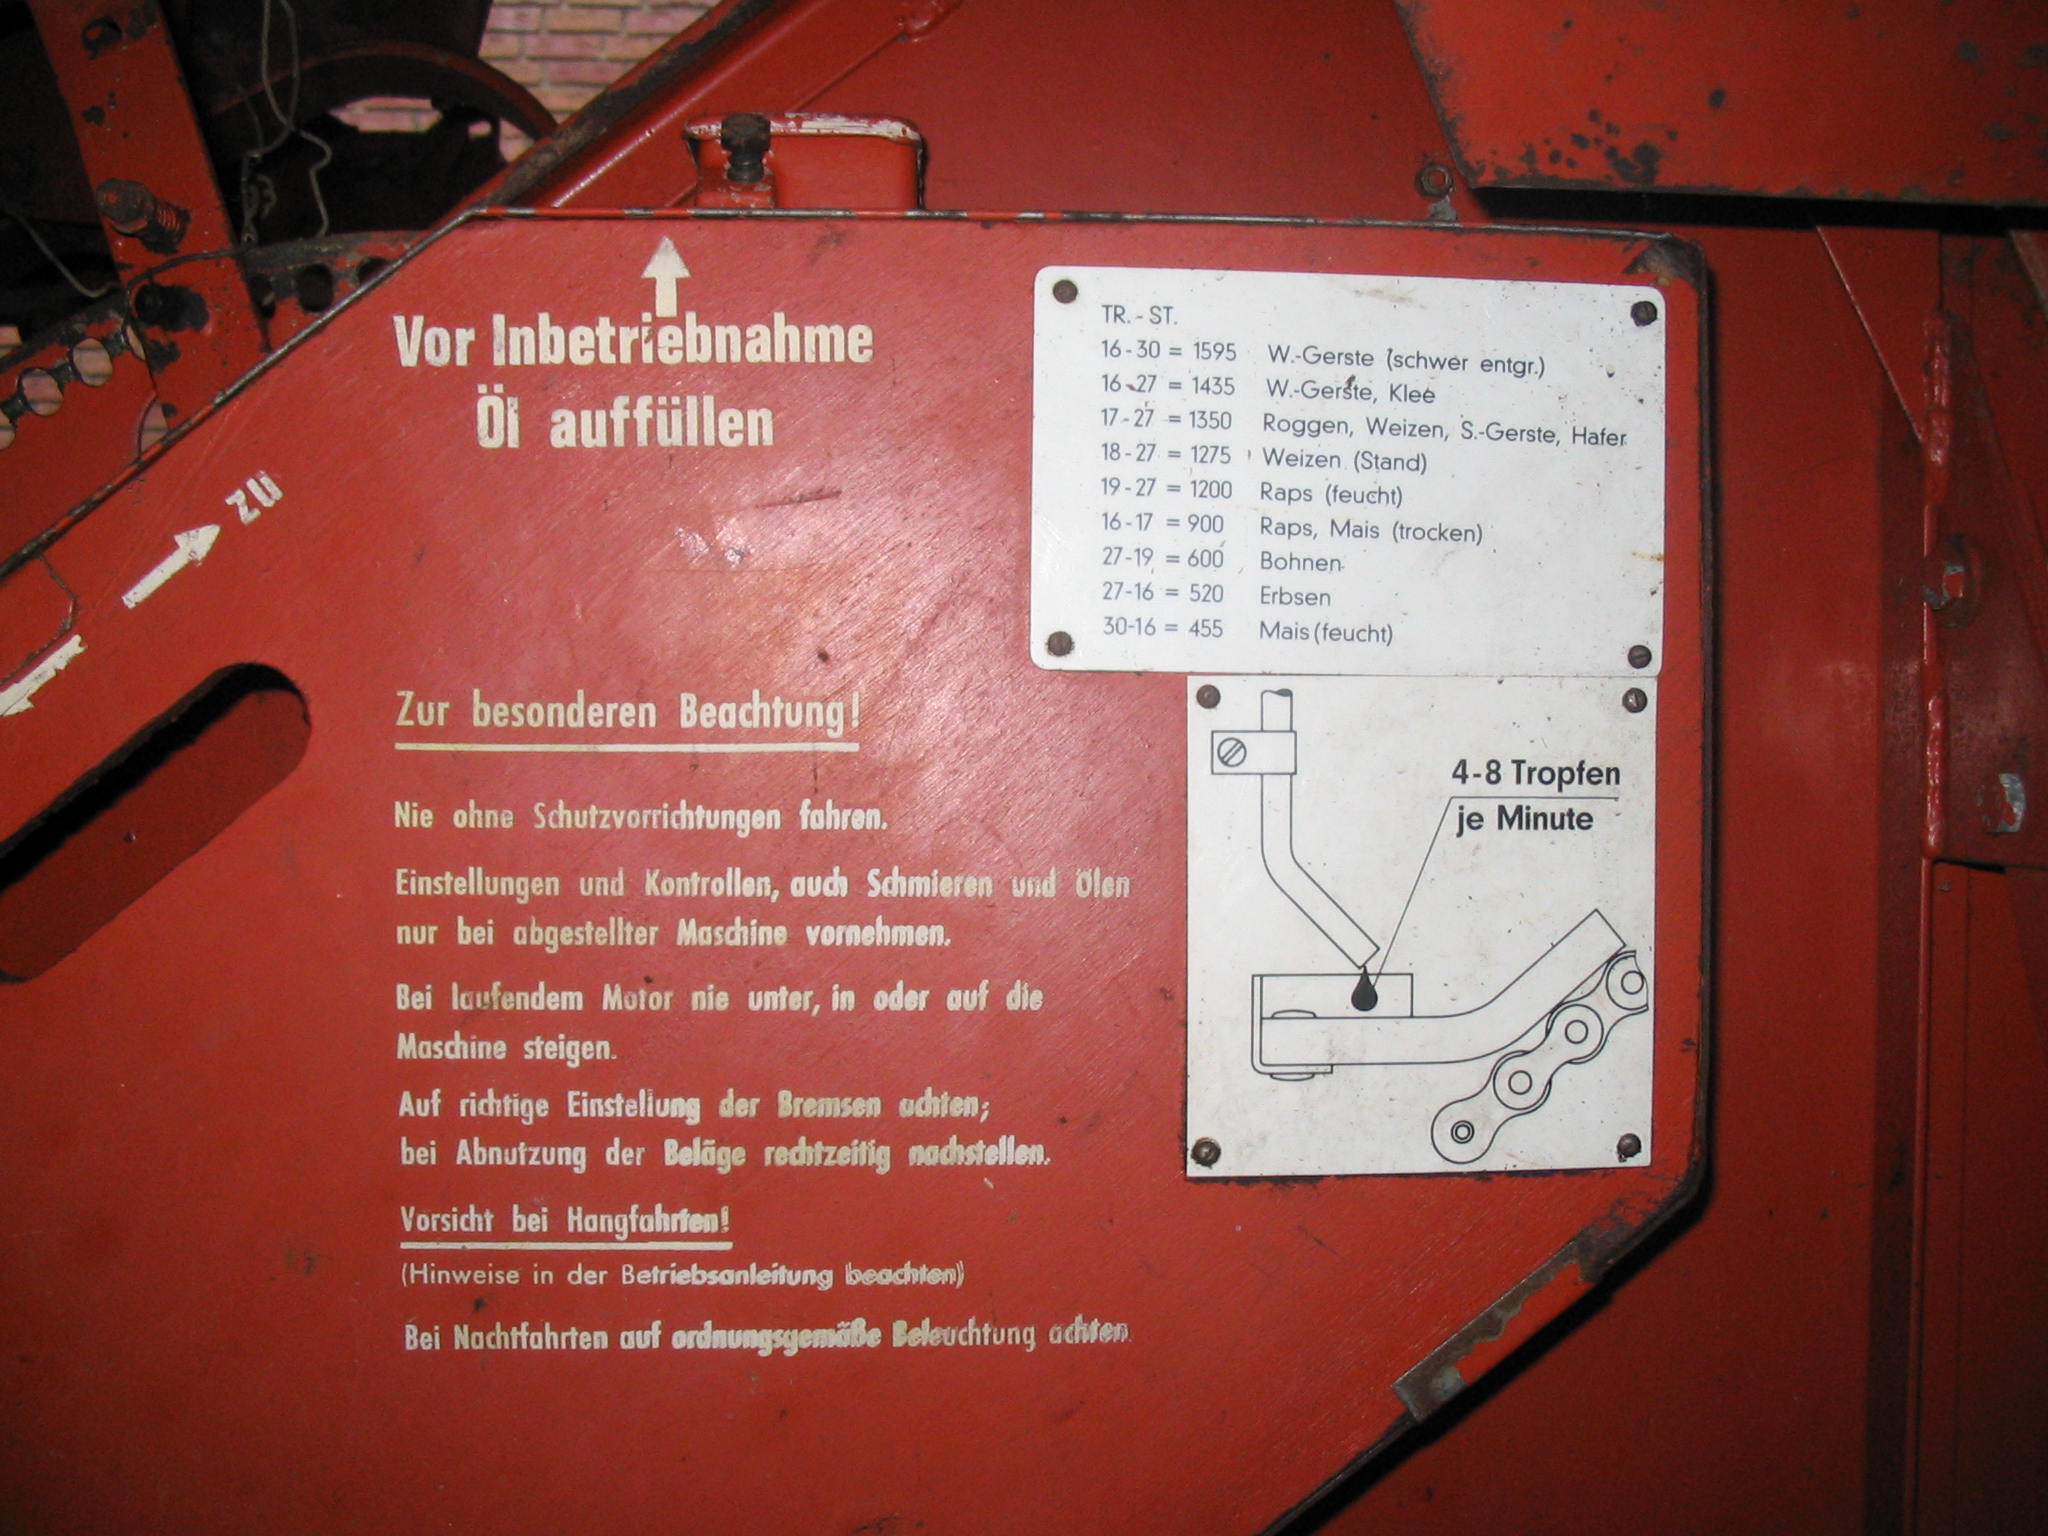 Vor Inbetriebnahme
Öl auffüllen
zu
Zur besonderen Beachtung!
Nie ohne Schutzvorrichtungen fahren.
Einstellungen und Kontrollen, auch Schmieren und Ölen
nur bei abgestellter Maschine vornehmen.
Bei laufendem Motor nie unter, in oder auf die
Maschine steigen.
Auf richtige Einstellung der Bremsen achten;
bei Abnutzung der Beläge rechtzeitig nachstellen.
Vorsicht bei Hangfahrten!
(Hinweise in der Betriebsanleitung beachten)
Bei Nachtfahrten auf ordnungsgemäße Beleuchtung achten.
TR.-ST.
16-30 = 1595 W.-Gerste (schwer entgr.)
16-27 = 1435 W.-Gerste, Klee
17-27 = 1350 Roggen, Weizen, S.-Gerste, Hafer
18-27 = 1275 Weizen (Stand)
19-27 = 1200 Raps (feucht)
16-17 = 900 Raps, Mais (trocken)
27-19 = 600 Bohnen
27-16 = 520 Erbsen
30-16 = 455 Mais (feucht)
4-8 Tropfen
je Minute